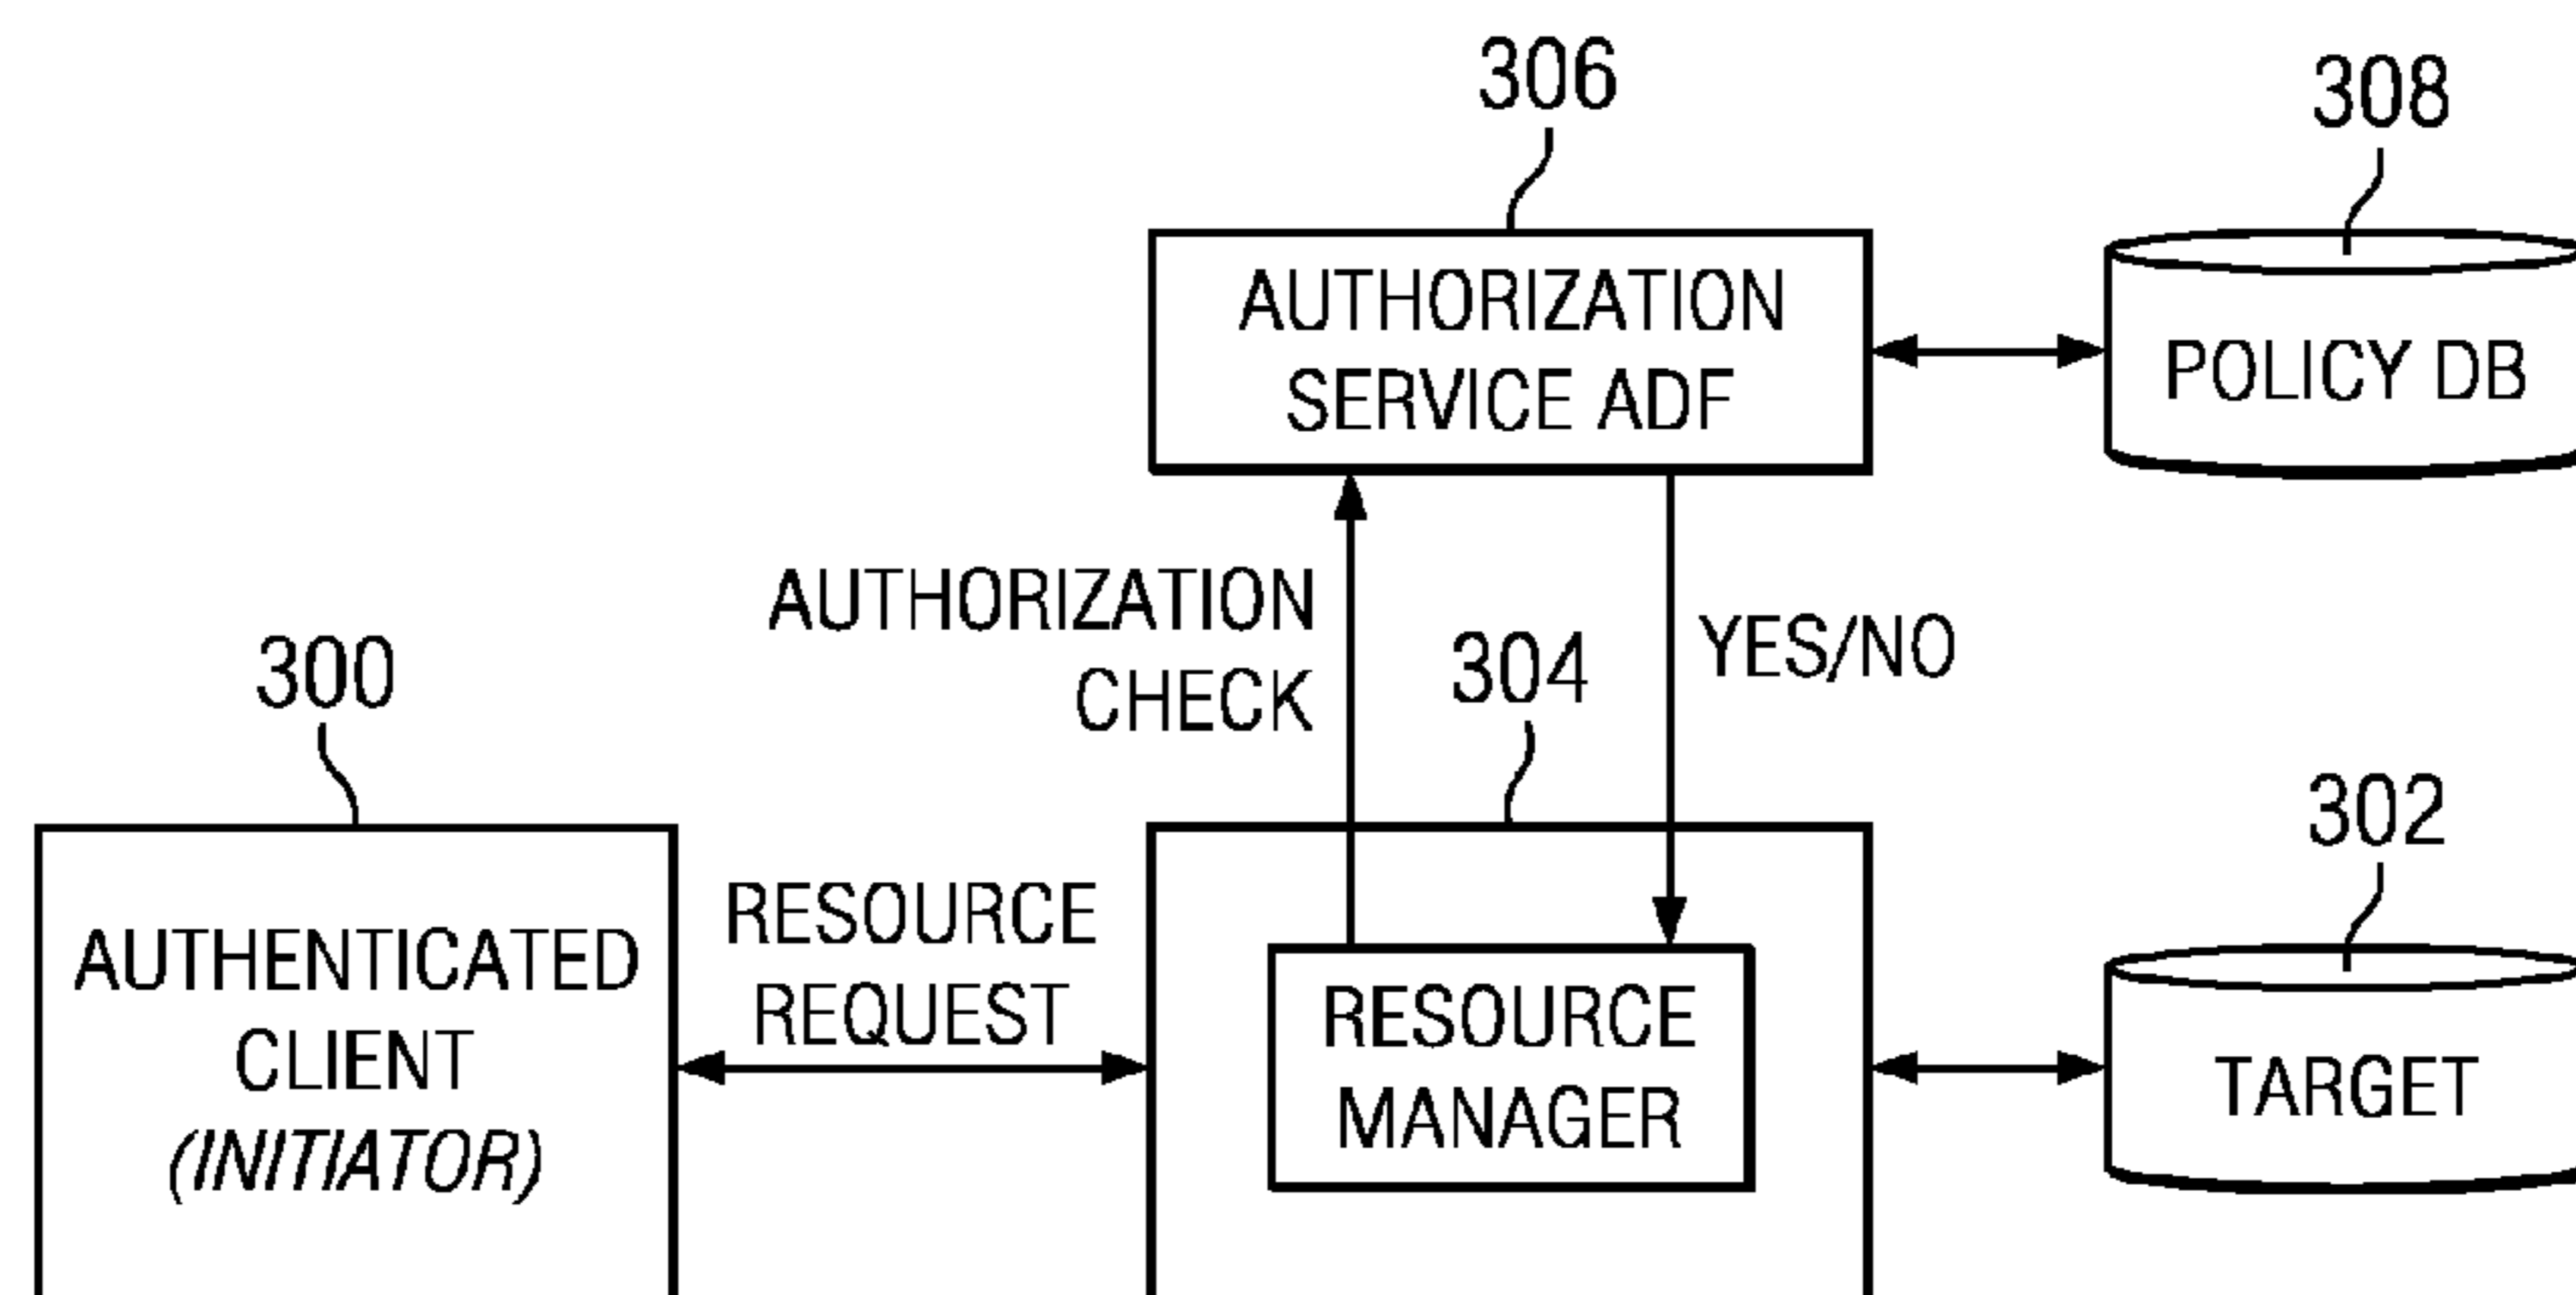 306
308
AUTHORIZATION
SERVICE ADF
POLICY DB
AUTHORIZATION
CHECK
YES/NO
300
304
302
AUTHENTICATED
CLIENT
(INITIATOR)
RESOURCE
REQUEST
RESOURCE
MANAGER
TARGET